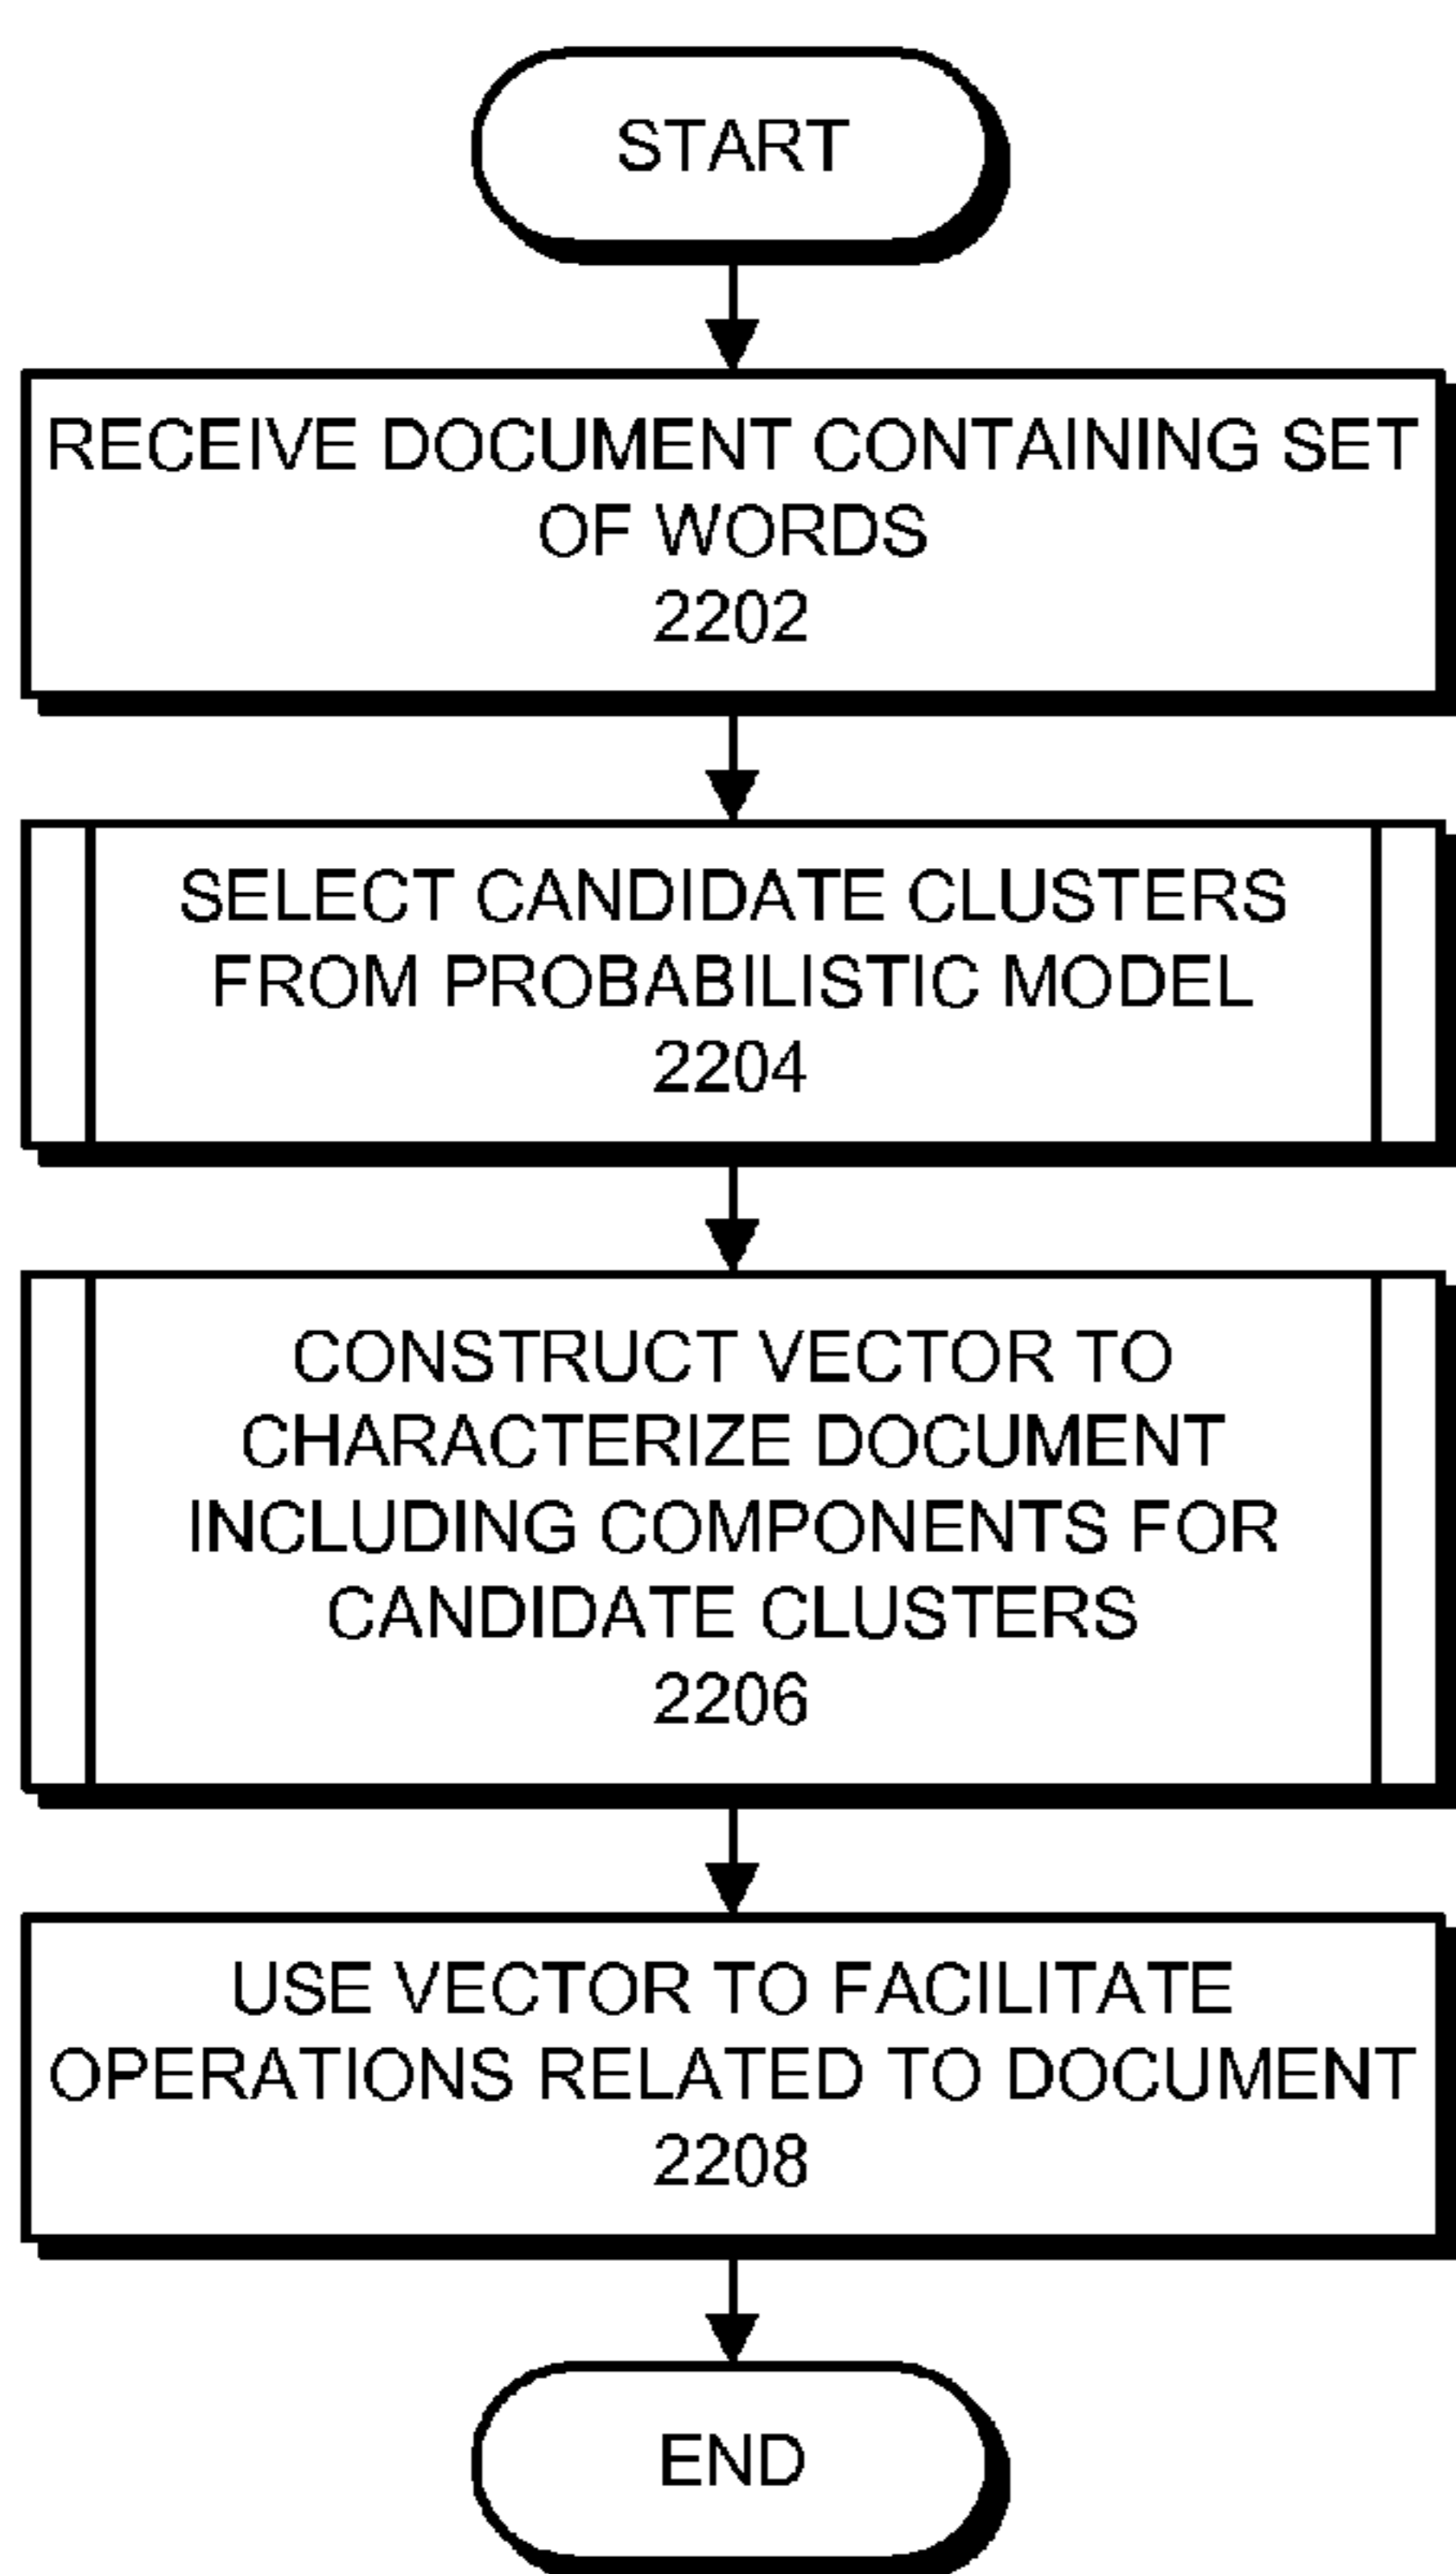 START
RECEIVE DOCUMENT CONTAINING SET
OF WORDS
2202
SELECT CANDIDATE CLUSTERS
FROM PROBABILISTIC MODEL
2204
CONSTRUCT VECTOR TO
CHARACTERIZE DOCUMENT
INCLUDING COMPONENTS FOR
CANDIDATE CLUSTERS
2206
USE VECTOR TO FACILITATE
OPERATIONS RELATED TO DOCUMENT
2208
END